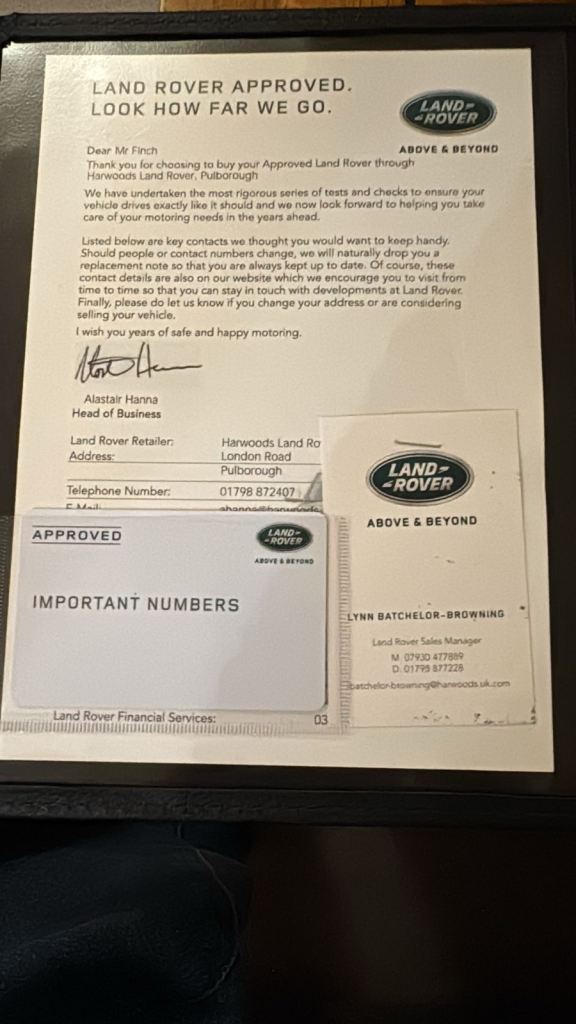 LAND ROVER APPROVED.
LOOK HOW FAR WE GO.
LAND-
-ROVER
ABOVE & BEYOND
Dear Mr Finch
Thank you for choosing to buy your Approved Land Rover through
Harwoods Land Rover, Pulborough
We have undertaken the most rigorous series of tests and checks to ensure your
vehicle drives exactly like it should and we now look forward to helping you take
care of your motoring needs in the years ahead.
Listed below are key contacts we thought you would want to keep handy.
Should people or contact numbers change, we will naturally drop you a
replacement note so that you are always kept up to date. Of course, these
contact details are also on our website which we encourage you to visit from
time to time so that you can stay in touch with developments at Land Rover.
Finally, please do let us know if you change your address or are considering
selling your vehicle.
I wish you years of safe and happy motoring.
Alastair Hanna
Head of Business
Land Rover Retailer: Harwoods Land Ro
Address: London Road
Pulborough
Telephone Number: 01798 872407
E Mail:
APPROVED
LAND-
-ROVER
ABOVE & BEYOND
IMPORTANT NUMBERS
Land Rover Financial Services: 03
LAND-
-ROVER
ABOVE & BEYOND
LYNN BATCHELOR-BROWNING
Land Rover Sales Manager
M. 07930 477889
D. 01798 877228
lbatchelor-browning@harwoods.uk.com